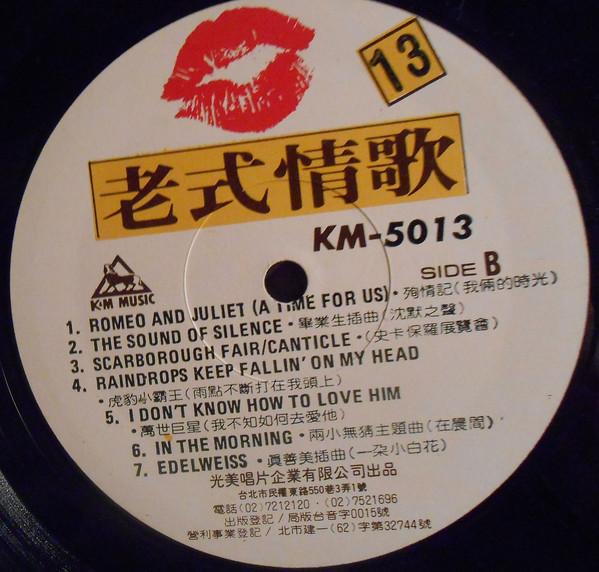 13
老式情歌
KM-5013
K·M MUSIC
SIDE B
1. ROMEO AND JULIET (A TIME FOR US)·殉情記(我倆的時光)
2. THE SOUND OF SILENCE·畢業生插曲(沈默之聲)
3. SCARBOROUGH FAIR/CANTICLE·(史卡保羅展覽會)
4. RAINDROPS KEEP FALLIN' ON MY HEAD
·虎豹小霸王(雨點不斷打在我頭上)
5. I DON'T KNOW HOW TO LOVE HIM
·萬世巨星(我不知如何去愛他)
6. IN THE MORNING·兩小無猜主題曲(在晨間)
7. EDELWEISS·眞善美插曲(一朶小白花)
光美唱片企業有限公司出品
台北市民權東路550巷3弄1號
電話(02)7212120·(02)7521696
出版登記/局版台音字0015號
營利事業登記/北市建一(62)字第32744號